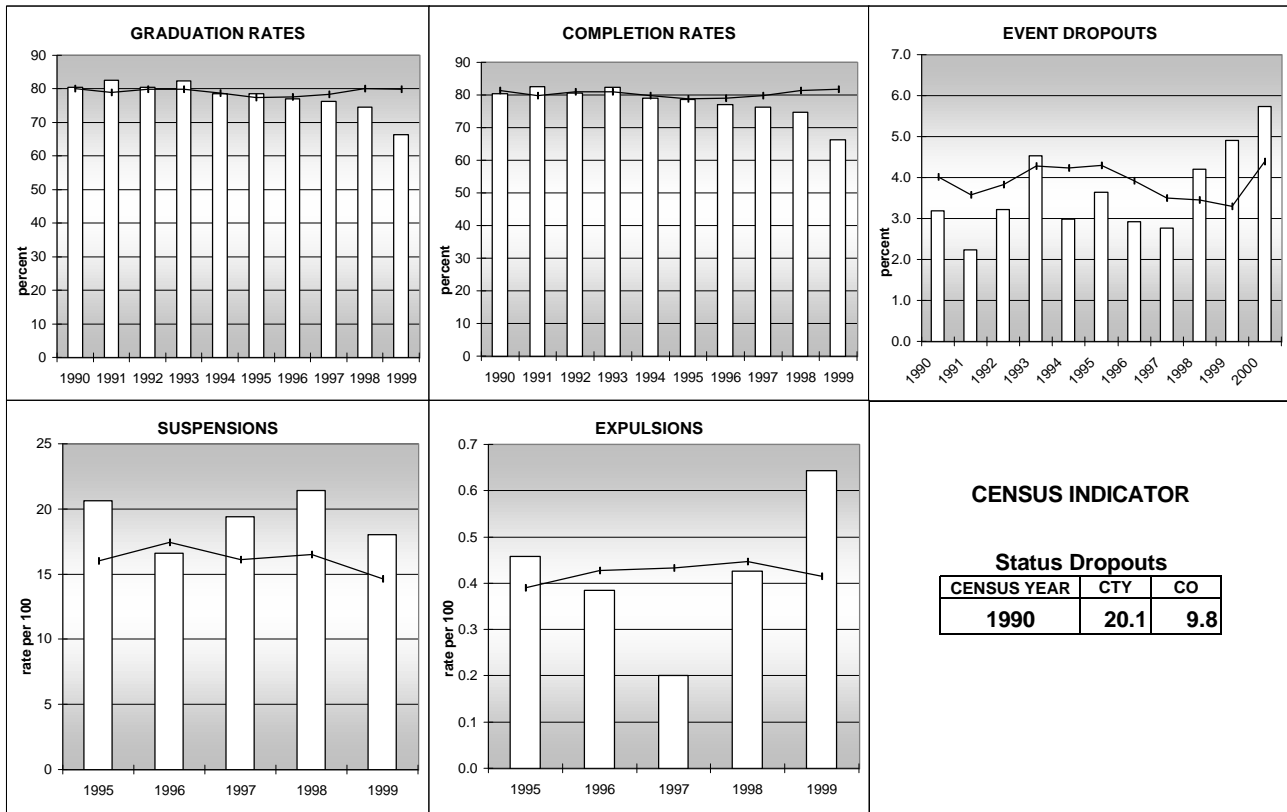 GRADUATION RATES
90
80
70
60
50
40
30
20
10
0
percent
1990 1991 1992 1993 1994 1995 1996 1997 1998 1999
COMPLETION RATES
90
80
70
60
50
40
30
20
10
0
percent
1990 1991 1992 1993 1994 1995 1996 1997 1998 1999
EVENT DROPOUTS
7.0
6.0
5.0
4.0
3.0
2.0
1.0
0.0
percent
1990 1991 1992 1993 1994 1995 1996 1997 1998 1999 2000
SUSPENSIONS
25
20
15
10
5
0
rate per 100
1995 1996 1997 1998 1999
EXPULSIONS
0.7
0.6
0.5
0.4
0.3
0.2
0.1
0.0
rate per 100
1995 1996 1997 1998 1999
CENSUS INDICATOR
Status Dropouts
CENSUS YEAR CTY CO
1990 20.1 9.8